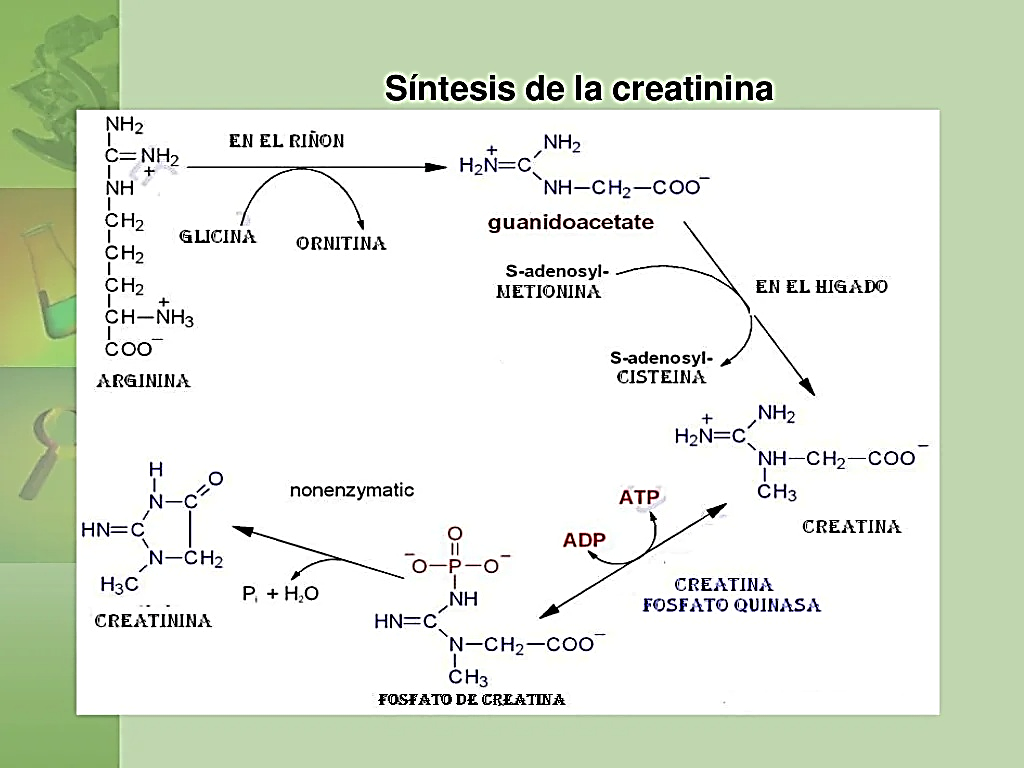 Síntesis de la creatinina
NH2
C=NH2
+
NH
CH2
CH2
CH2
+
CH—NH3
COO−
ARGININA
EN EL RIÑON
GLICINA
ORNITINA
NH2
+
H2N=C
NH—CH2—COO−
guanidoacetate
S-adenosyl-
METIONINA
EN EL HIGADO
S-adenosyl-
CISTEINA
NH2
+
H2N=C
NH—CH2—COO−
CH3
CREATINA
ATP
ADP
CREATINA
FOSFATO QUINASA
O
−O—P—O−
NH
HN=C
N—CH2—COO−
CH3
FOSFATO DE CREATINA
nonenzymatic
Pi + H2O
H
O
N—C
HN=C
N—CH2
H3C
CREATININA